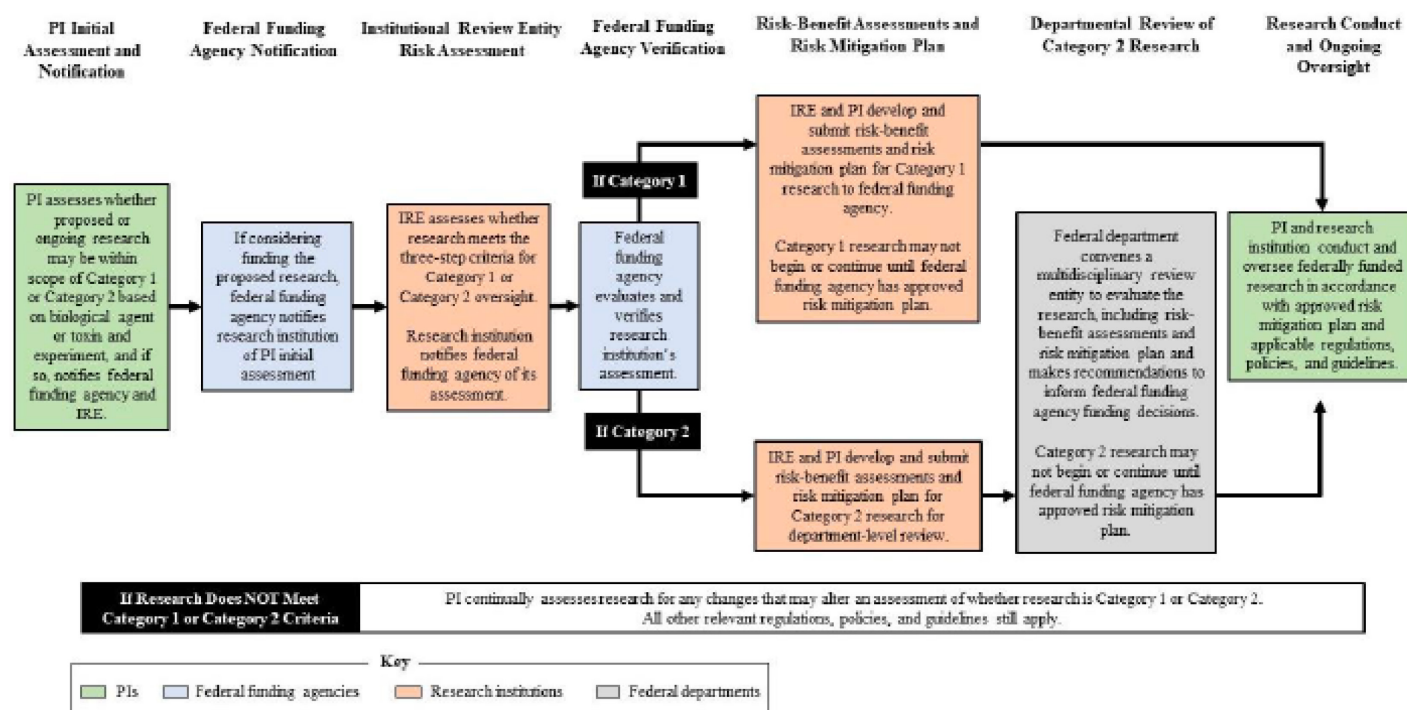 PI Initial
Assessment and
Notification
Federal Funding
Agency Notification
Institutional Review Entity
Risk Assessment
Federal Funding
Agency Verification
Risk-Benefit Assessments and
Risk Mitigation Plan
Departmental Review of
Category 2 Research
Research Conduct
and Ongoing
Oversight
PI assesses whether
proposed or
ongoing research
may be within
scope of Category 1
or Category 2 based
on biological agent
or toxin and
experiment, and if
so, notifies federal
funding agency and
IRE.
If considering
funding the
proposed research,
federal funding
agency notifies
research institution
of PI initial
assessment
IRE assesses whether
research meets the
three-step criteria for
Category 1 or
Category 2 oversight.
Research institution
notifies federal
funding agency of its
assessment.
If Category 1
Federal
funding
agency
evaluates and
verifies
research
institution's
assessment.
If Category 2
IRE and PI develop and
submit risk-benefit
assessments and risk
mitigation plan for Category 1
research to federal funding
agency.
Category 1 research may not
begin or continue until federal
funding agency has approved
risk mitigation plan.
IRE and PI develop and submit
risk-benefit assessments and
risk mitigation plan for
Category 2 research for
department-level review.
Federal department
convenes a
multidisciplinary review
entity to evaluate the
research, including risk-
benefit assessments and
risk mitigation plan and
makes recommendations to
inform federal funding
agency funding decisions.
Category 2 research may
not begin or continue until
federal funding agency has
approved risk mitigation
plan.
PI and research
institution conduct and
oversee federally funded
research in accordance
with approved risk
mitigation plan and
applicable regulations,
policies, and guidelines.
If Research Does NOT Meet
Category 1 or Category 2 Criteria
PI continually assesses research for any changes that may alter an assessment of whether research is Category 1 or Category 2.
All other relevant regulations, policies, and guidelines still apply.
Key
PIs
Federal funding agencies
Research institutions
Federal departments